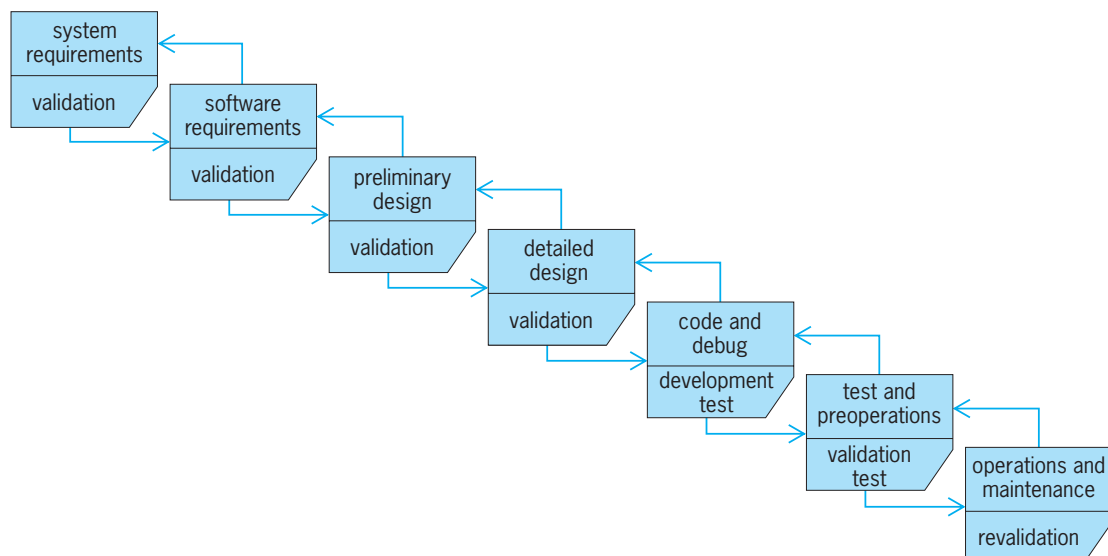 system
requirements
validation
software
requirements
validation
preliminary
design
validation
detailed
design
validation
code and
debug
development
test
test and
preoperations
validation
test
operations and
maintenance
revalidation